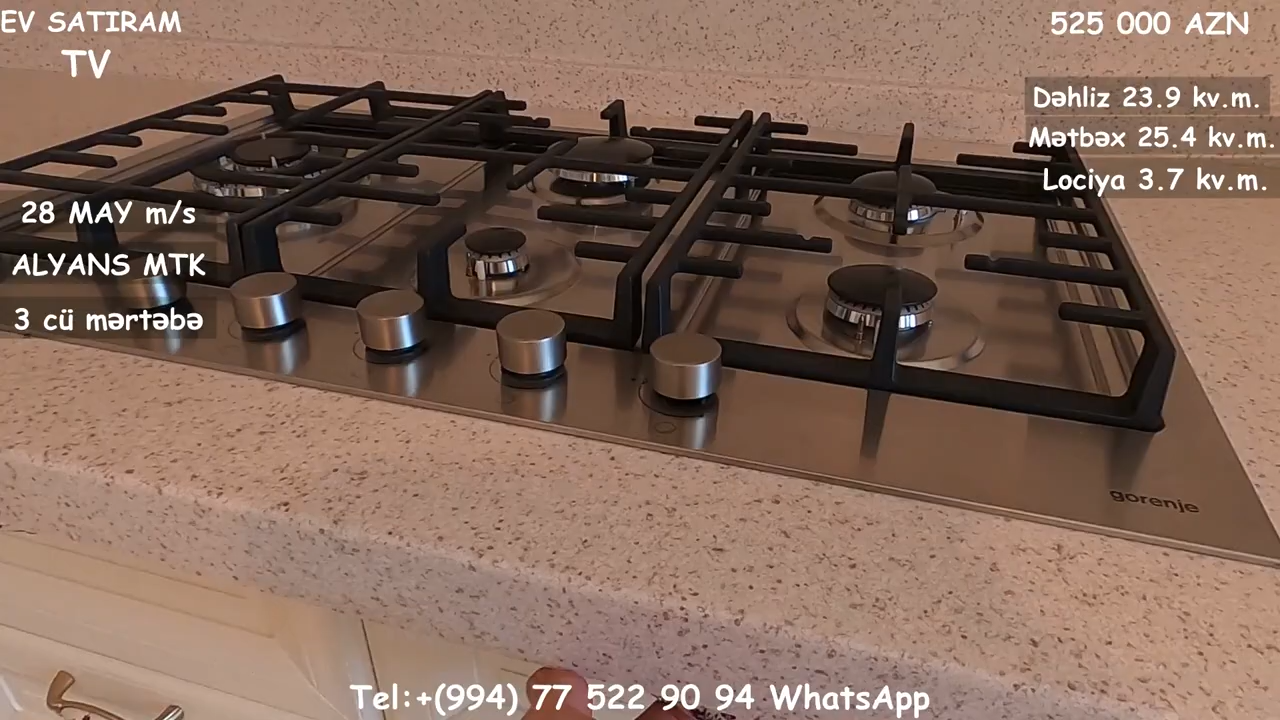 EV SATIRAM
TV
525 000 AZN
Dəhliz 23.9 kv.m.
Mətbəx 25.4 kv.m.
Lociya 3.7 kv.m.
28 MAY m/s
ALYANS MTK
3 cü mərtəbə
gorenje
Tel:+(994) 77 522 90 94 WhatsApp